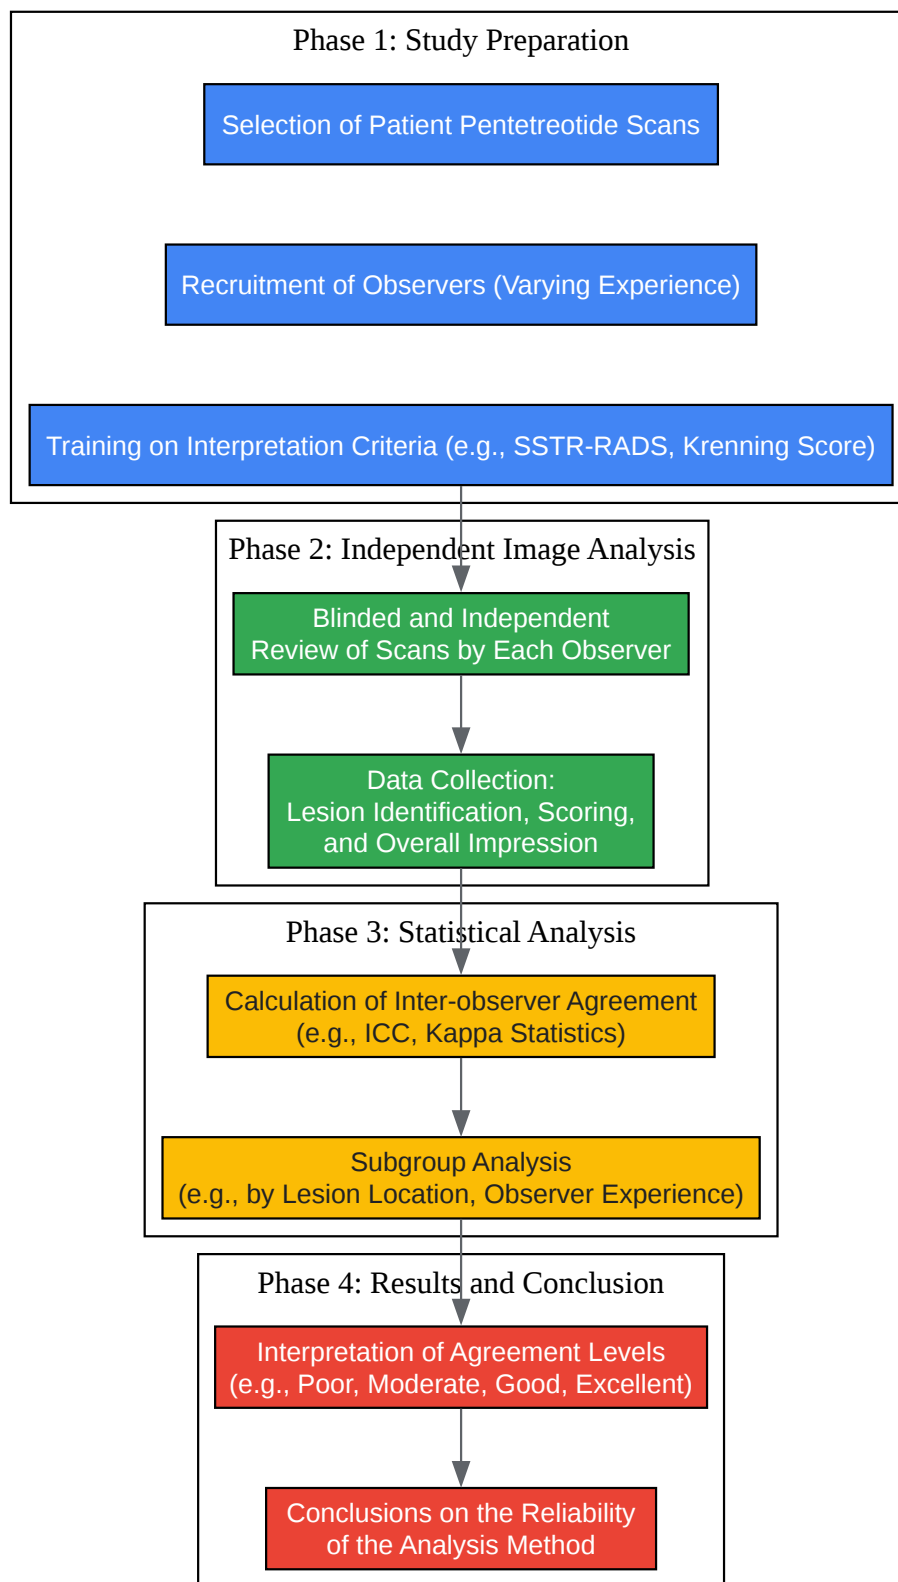 Phase 1: Study Preparation
Selection of Patient Pentetreotide Scans
Recruitment of Observers (Varying Experience)
Training on Interpretation Criteria (e.g., SSTR-RADS, Krenning Score)
Phase 2: Independent Image Analysis
Blinded and Independent
Review of Scans by Each Observer
Data Collection:
Lesion Identification, Scoring,
and Overall Impression
Phase 3: Statistical Analysis
Calculation of Inter-observer Agreement
(e.g., ICC, Kappa Statistics)
Subgroup Analysis
(e.g., by Lesion Location, Observer Experience)
Phase 4: Results and Conclusion
Interpretation of Agreement Levels
(e.g., Poor, Moderate, Good, Excellent)
Conclusions on the Reliability
of the Analysis Method